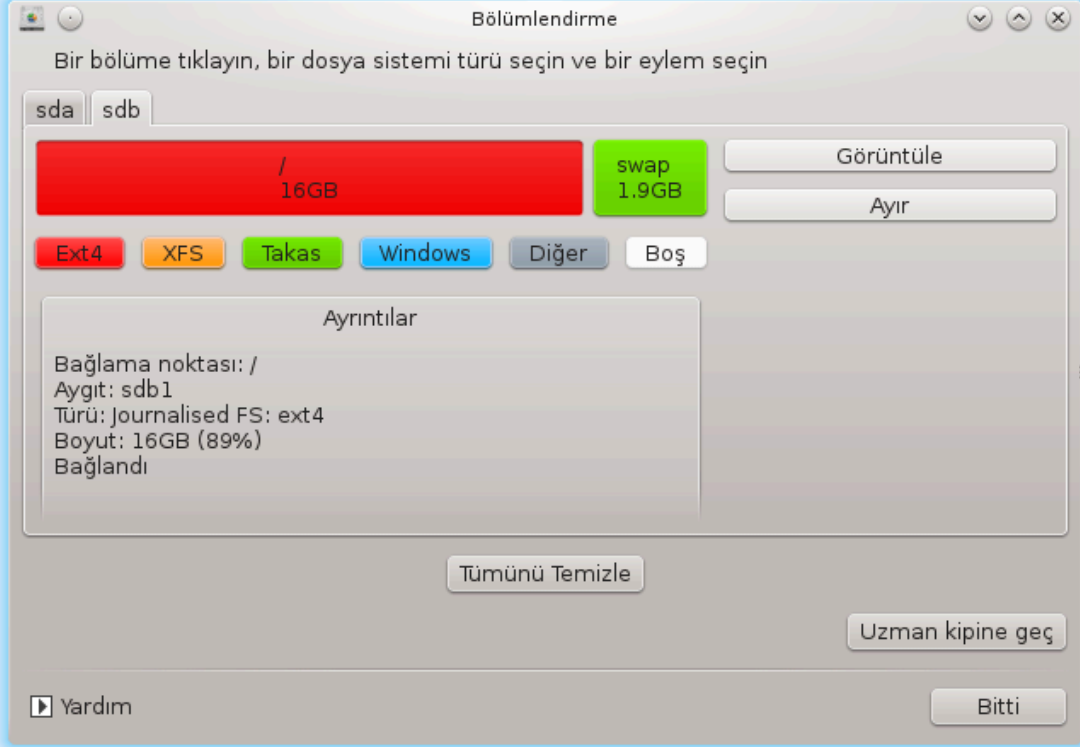 Bölümlendirme
Bir bölüme tıklayın, bir dosya sistemi türü seçin ve bir eylem seçin
sda sdb
/
16GB
swap
1.9GB
Görüntüle
Ayır
Ext4 XFS Takas Windows Diğer Boş
Ayrıntılar
Bağlama noktası: /
Aygıt: sdb1
Türü: Journalised FS: ext4
Boyut: 16GB (89%)
Bağlandı
Tümünü Temizle
Uzman kipine geç
Yardım
Bitti